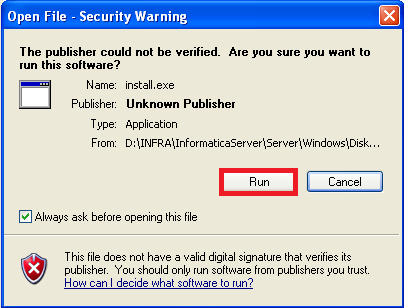 Open File - Security Warning
The publisher could not be verified. Are you sure you want to
run this software?
Name: install.exe
Publisher: Unknown Publisher
Type: Application
From: D:\INFRA\InformaticaServer\Server\Windows\Disk...
Run Cancel
Always ask before opening this file
This file does not have a valid digital signature that verifies its
publisher. You should only run software from publishers you trust.
How can I decide what software to run?